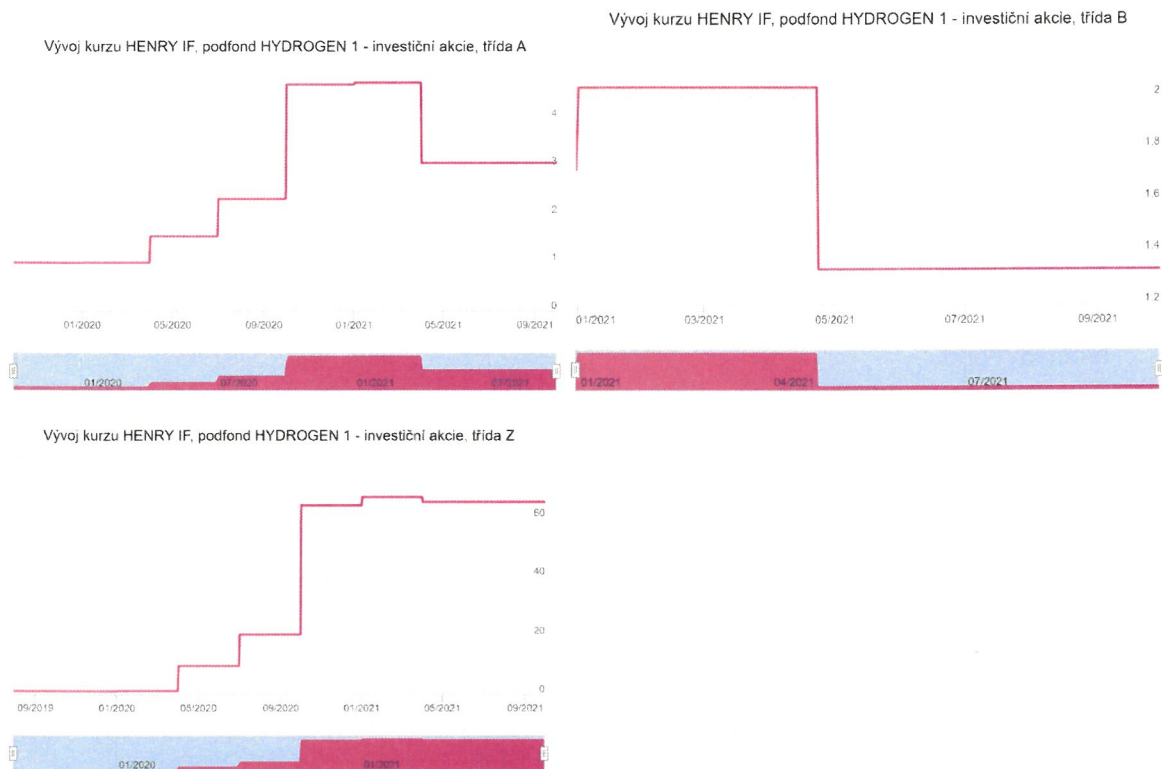 Vývoj kurzu HENRY IF, podfond HYDROGEN 1 - investiční akcie, třída A
4
3
2
1
0
01/2020 05/2020 09/2020 01/2021 05/2021 09/2021
01/2020 07/2020 01/2021 07/2021
Vývoj kurzu HENRY IF, podfond HYDROGEN 1 - investiční akcie, třída B
2
1.8
1.6
1.4
1.2
01/2021 03/2021 05/2021 07/2021 09/2021
01/2021 04/2021 07/2021
Vývoj kurzu HENRY IF, podfond HYDROGEN 1 - investiční akcie, třída Z
60
40
20
0
09/2019 01/2020 05/2020 09/2020 01/2021 05/2021 09/2021
01/2020 01/2021